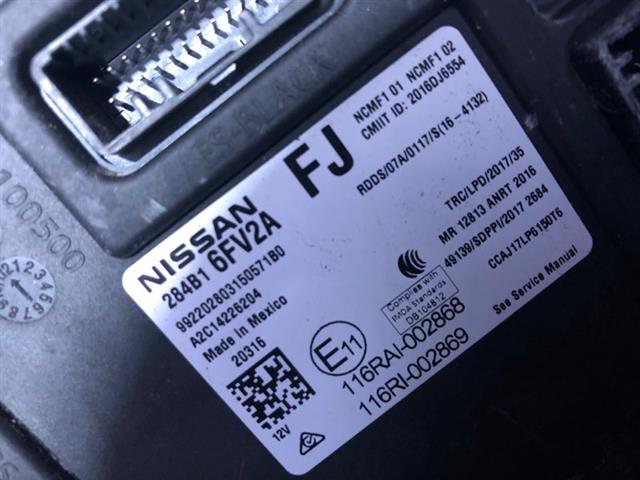 FS-BLACK
100500
FJ
NCMF1 01 NCMF1 02
CMIIT ID: 2016DJ6554
RDDS/07A/0117/S(16-4132)
NISSAN
284B1 6FV2A
992202803150571B0
A2C14226204
Made in Mexico
20316
12V
TRC/LPD/2017/35
MR 12813 ANRT 2016
49139/SDPPI/2017 2684
CCAJ17LP6150T6
Complies with
IMDA Standards
DB104812
See Service Manual
E11
116RAI-002868
116RI-002869